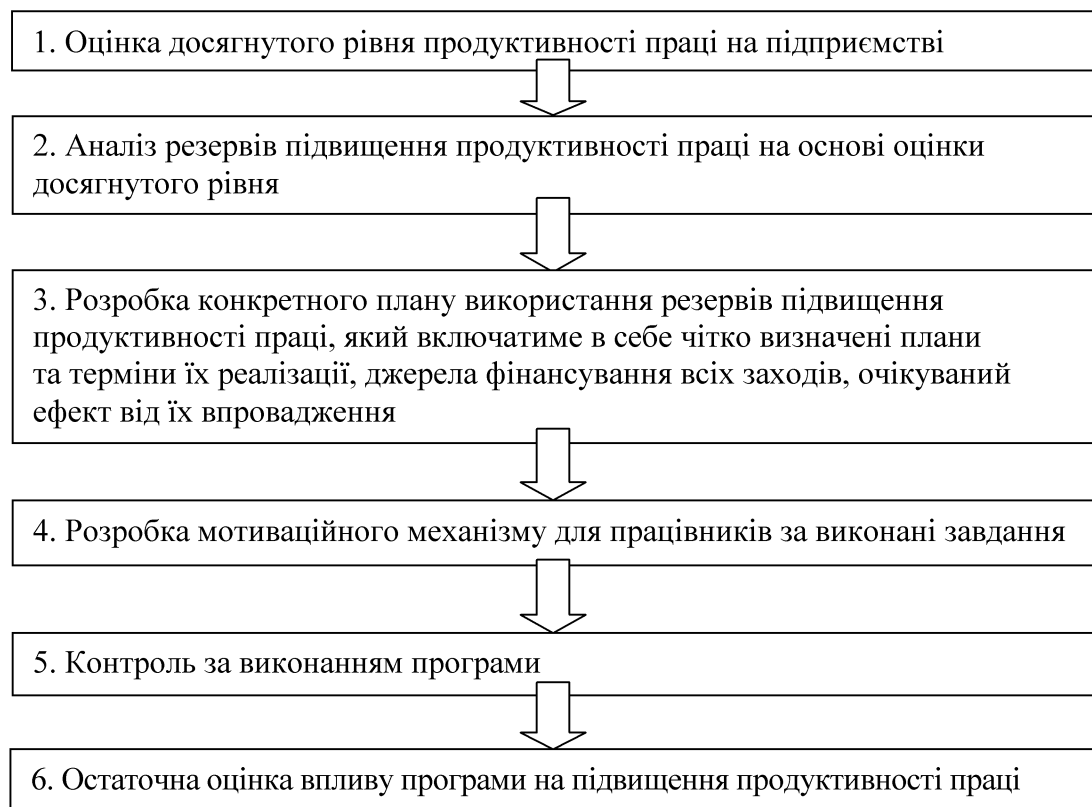 1. Оцінка досягнутого рівня продуктивності праці на підприємстві
2. Аналіз резервів підвищення продуктивності праці на основі оцінки
досягнутого рівня
3. Розробка конкретного плану використання резервів підвищення
продуктивності праці, який включатиме в себе чітко визначені плани
та терміни їх реалізації, джерела фінансування всіх заходів, очікуваний
ефект від їх впровадження
4. Розробка мотиваційного механізму для працівників за виконані завдання
5. Контроль за виконанням програми
6. Остаточна оцінка впливу програми на підвищення продуктивності праці